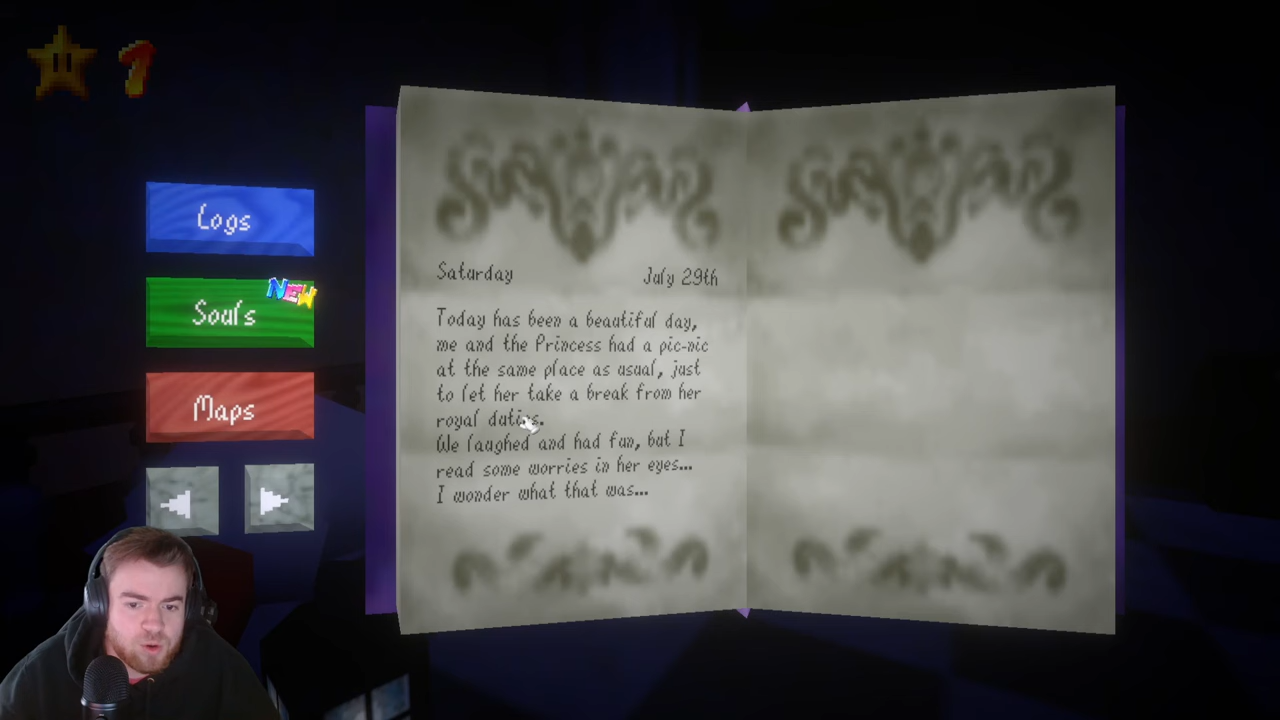 1
Logs
NEW
Souls
Maps
Saturday July 29th
Today has been a beautiful day,
me and the Princess had a pic-nic
at the same place as usual, just
to let her take a break from her
royal duties.
We laughed and had fun, but I
read some worries in her eyes...
I wonder what that was...